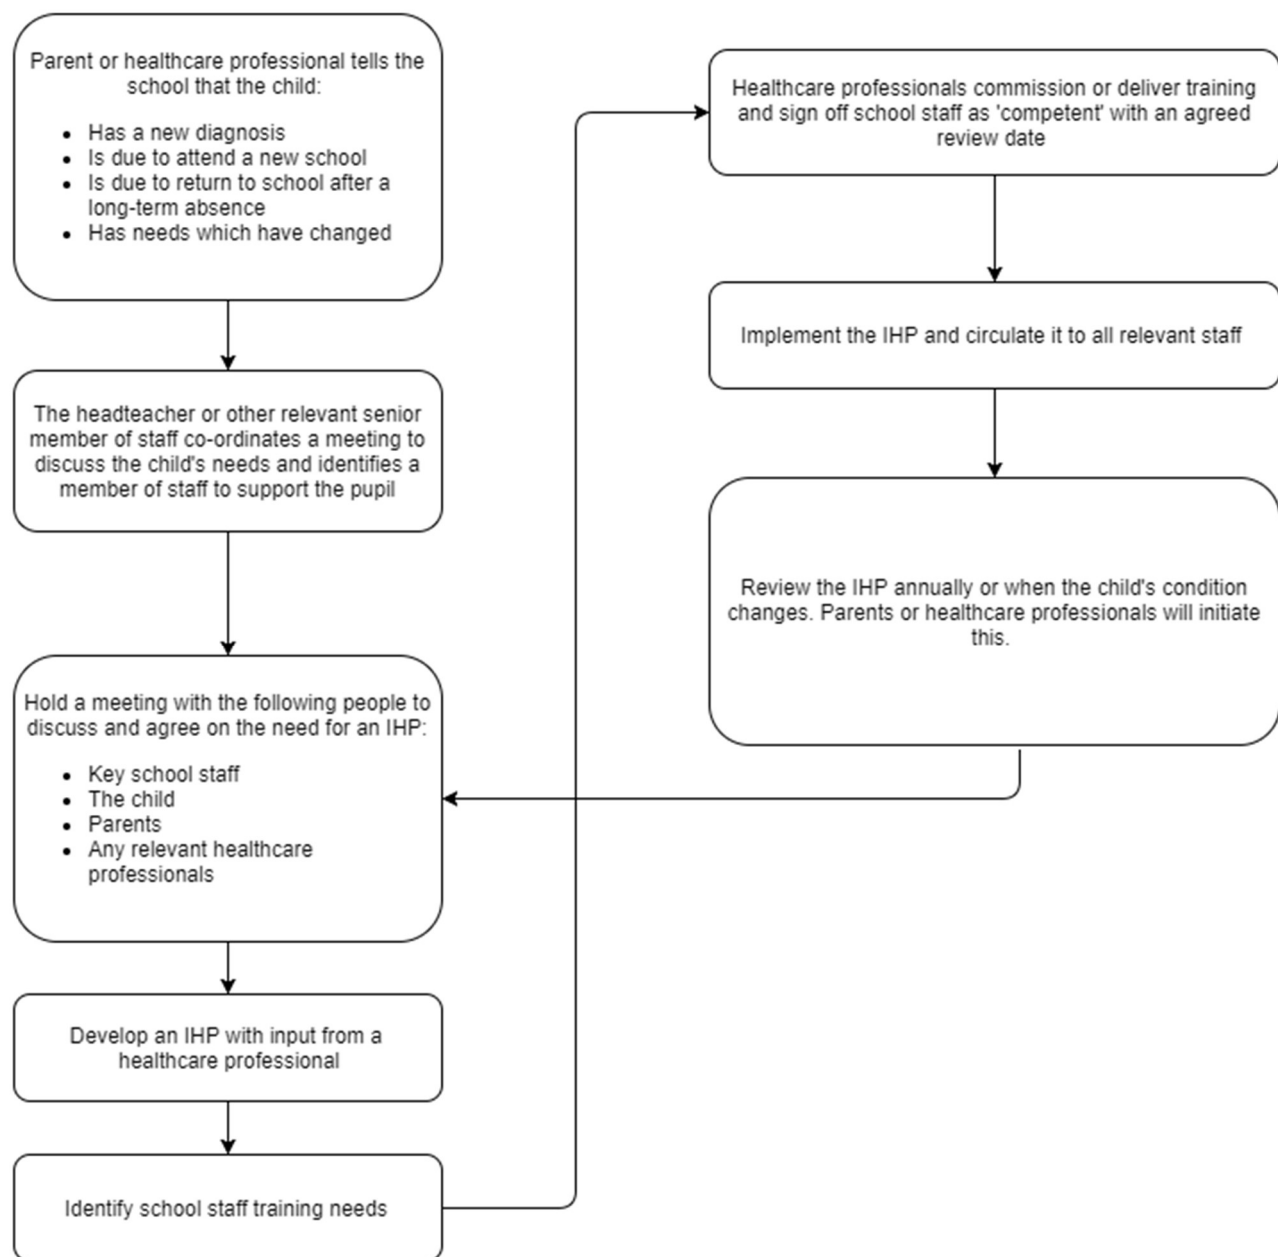 Parent or healthcare professional tells the
school that the child:
• Has a new diagnosis
• Is due to attend a new school
• Is due to return to school after a
long-term absence
• Has needs which have changed
The headteacher or other relevant senior
member of staff co-ordinates a meeting to
discuss the child's needs and identifies a
member of staff to support the pupil
Hold a meeting with the following people to
discuss and agree on the need for an IHP:
• Key school staff
• The child
• Parents
• Any relevant healthcare
professionals
Develop an IHP with input from a
healthcare professional
Identify school staff training needs
Healthcare professionals commission or deliver training
and sign off school staff as 'competent' with an agreed
review date
Implement the IHP and circulate it to all relevant staff
Review the IHP annually or when the child's condition
changes. Parents or healthcare professionals will initiate
this.